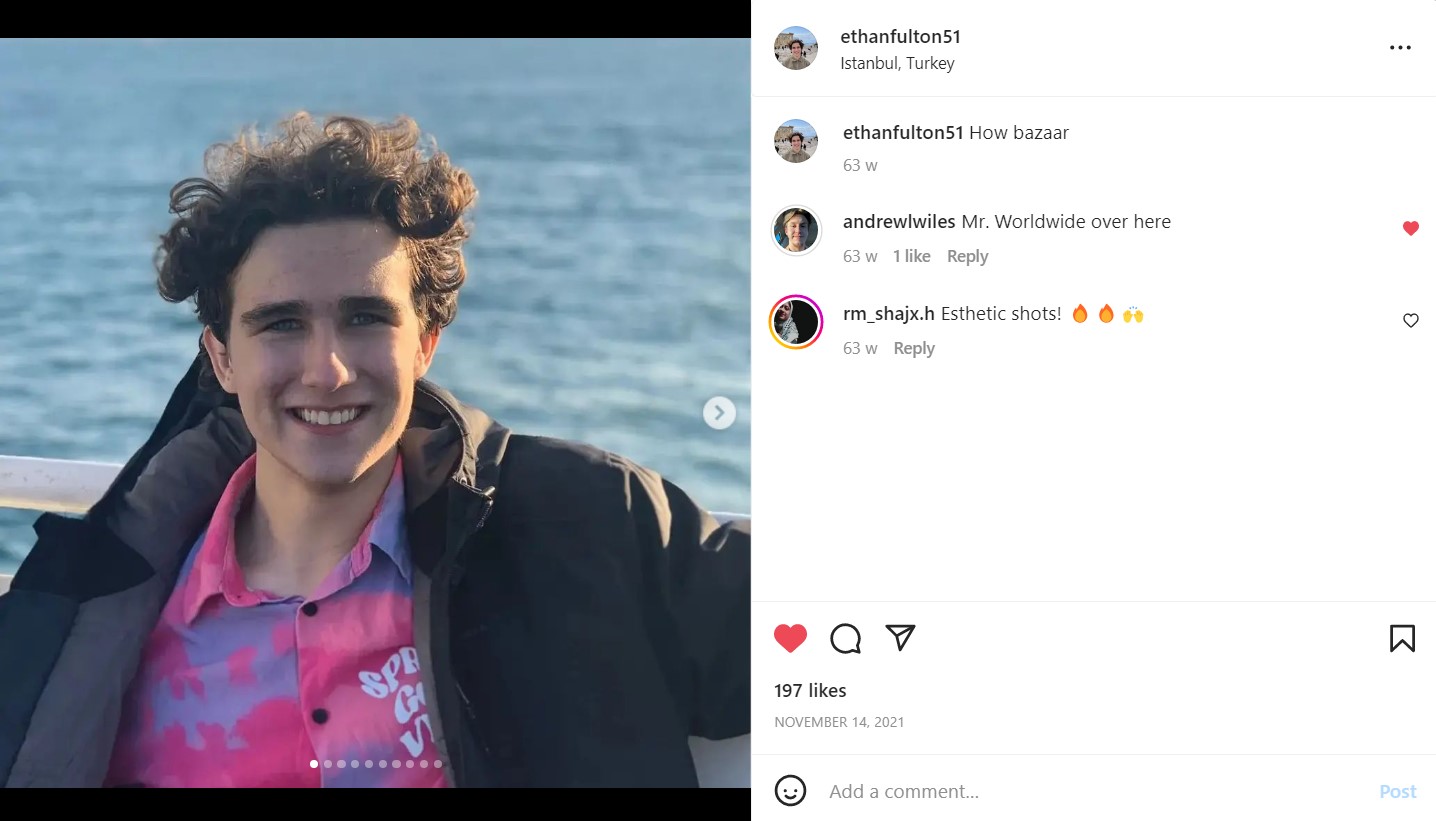 ethanfulton51
Istanbul, Turkey
ethanfulton51 How bazaar
63 w
andrewlwiles Mr. Worldwide over here
63 w 1 like Reply
rm_shajx.h Esthetic shots! 🔥 🔥 🙌
63 w Reply
197 likes
NOVEMBER 14, 2021
Add a comment...
Post